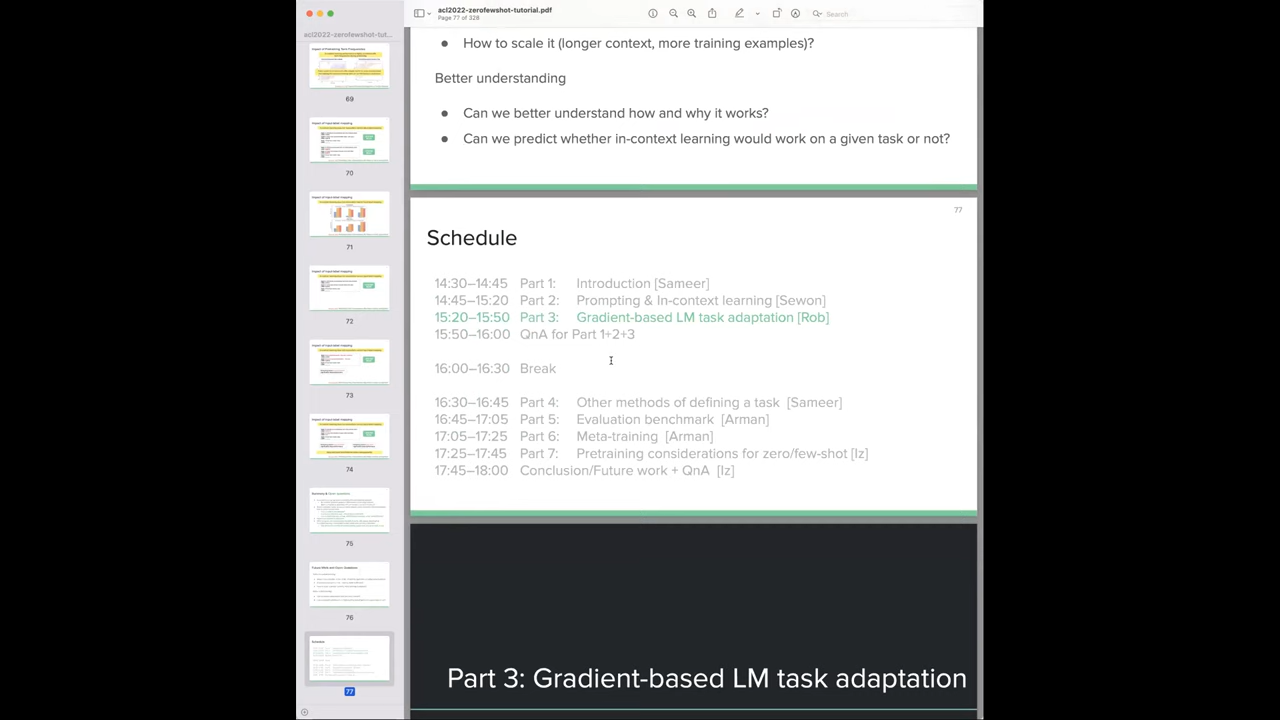 acl2022-zerofewshot-tutorial.pdf
Page 77 of 328
Search
acl2022-zerofewshot-tut...
69
70
71
72
73
74
75
76
77
How to scale it (long context, more training examples)?
Better understanding
Can we better understand how and why it works?
Can we predict whether in-context learning would work on a given task or not?
77
Schedule
14:30–14:45 Part 1: Introduction [Sameer]
14:45–15:20 Part 2: Prompting & In-context learning [Sewon]
15:20–15:50 Part 3: Gradient-based LM task adaptation [Rob]
15:50–16:00 QnA for Part 1+2+3
16:00–16:30 Break
16:30–16:45 Part 4: Other methods of defining a task [Sameer]
16:45–17:05 Part 5: Evaluation benchmark [Arman]
17:05–17:25 Part 6: Meta-training [Arman]
17:25–17:45 Part 7: Pretraining considerations for zero/few-shot [Iz]
17:45–18:00 Conclusion/Future work + QnA [Iz]
Part 3. Gradient-based LM task adaptation